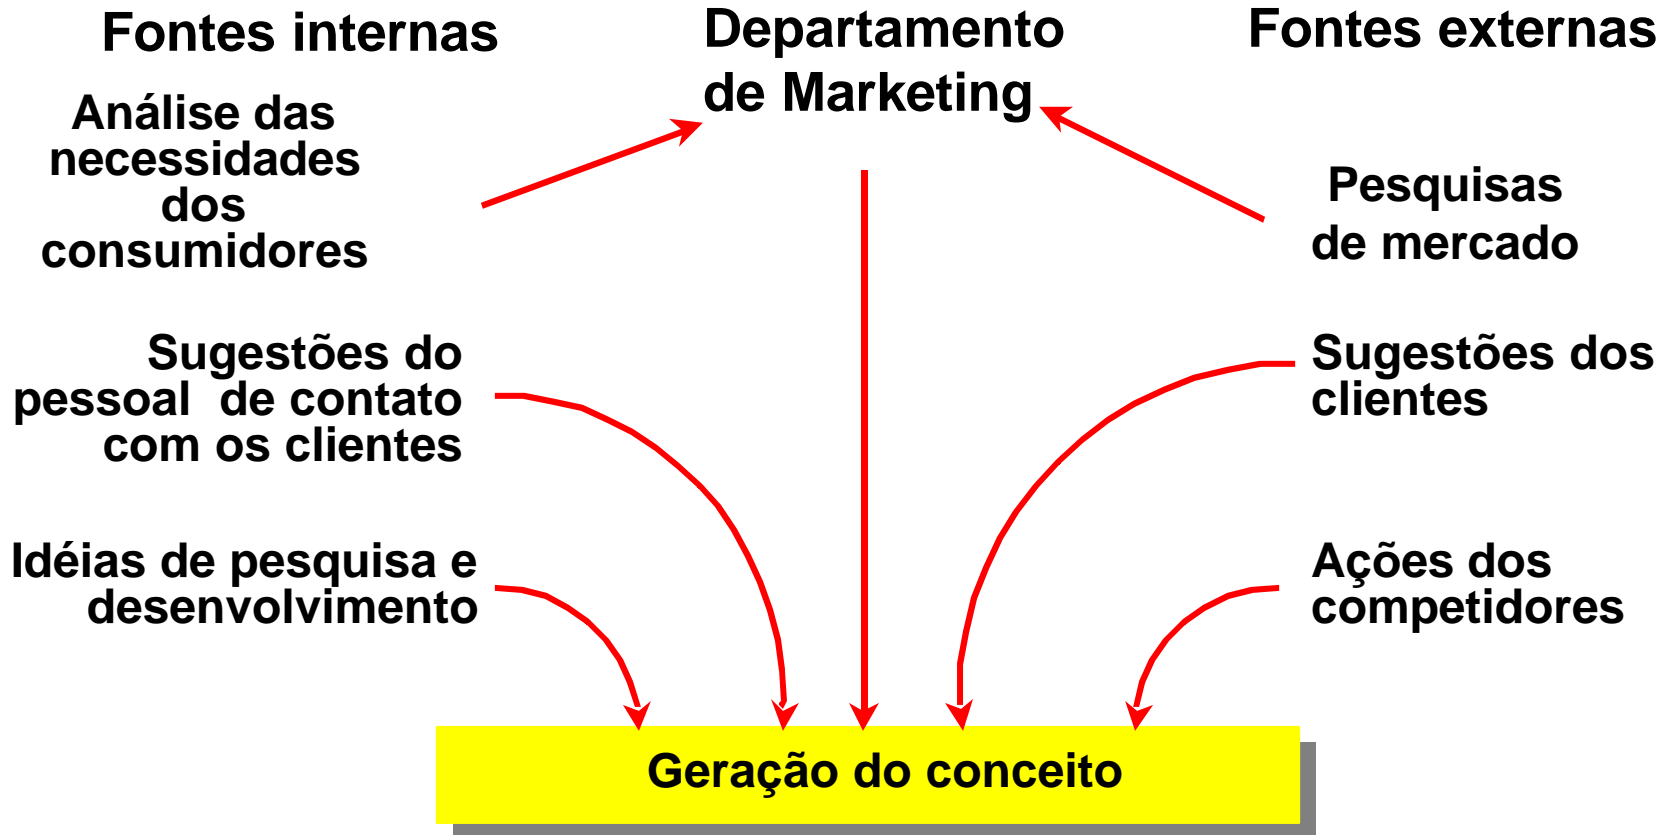 Fontes internas
Departamento
de Marketing
Fontes externas
Análise das
necessidades
dos
consumidores
Pesquisas
de mercado
Sugestões do
pessoal  de contato
com os clientes
Sugestões dos
clientes
Idéias de pesquisa e
desenvolvimento
Ações dos
competidores
Geração do conceito